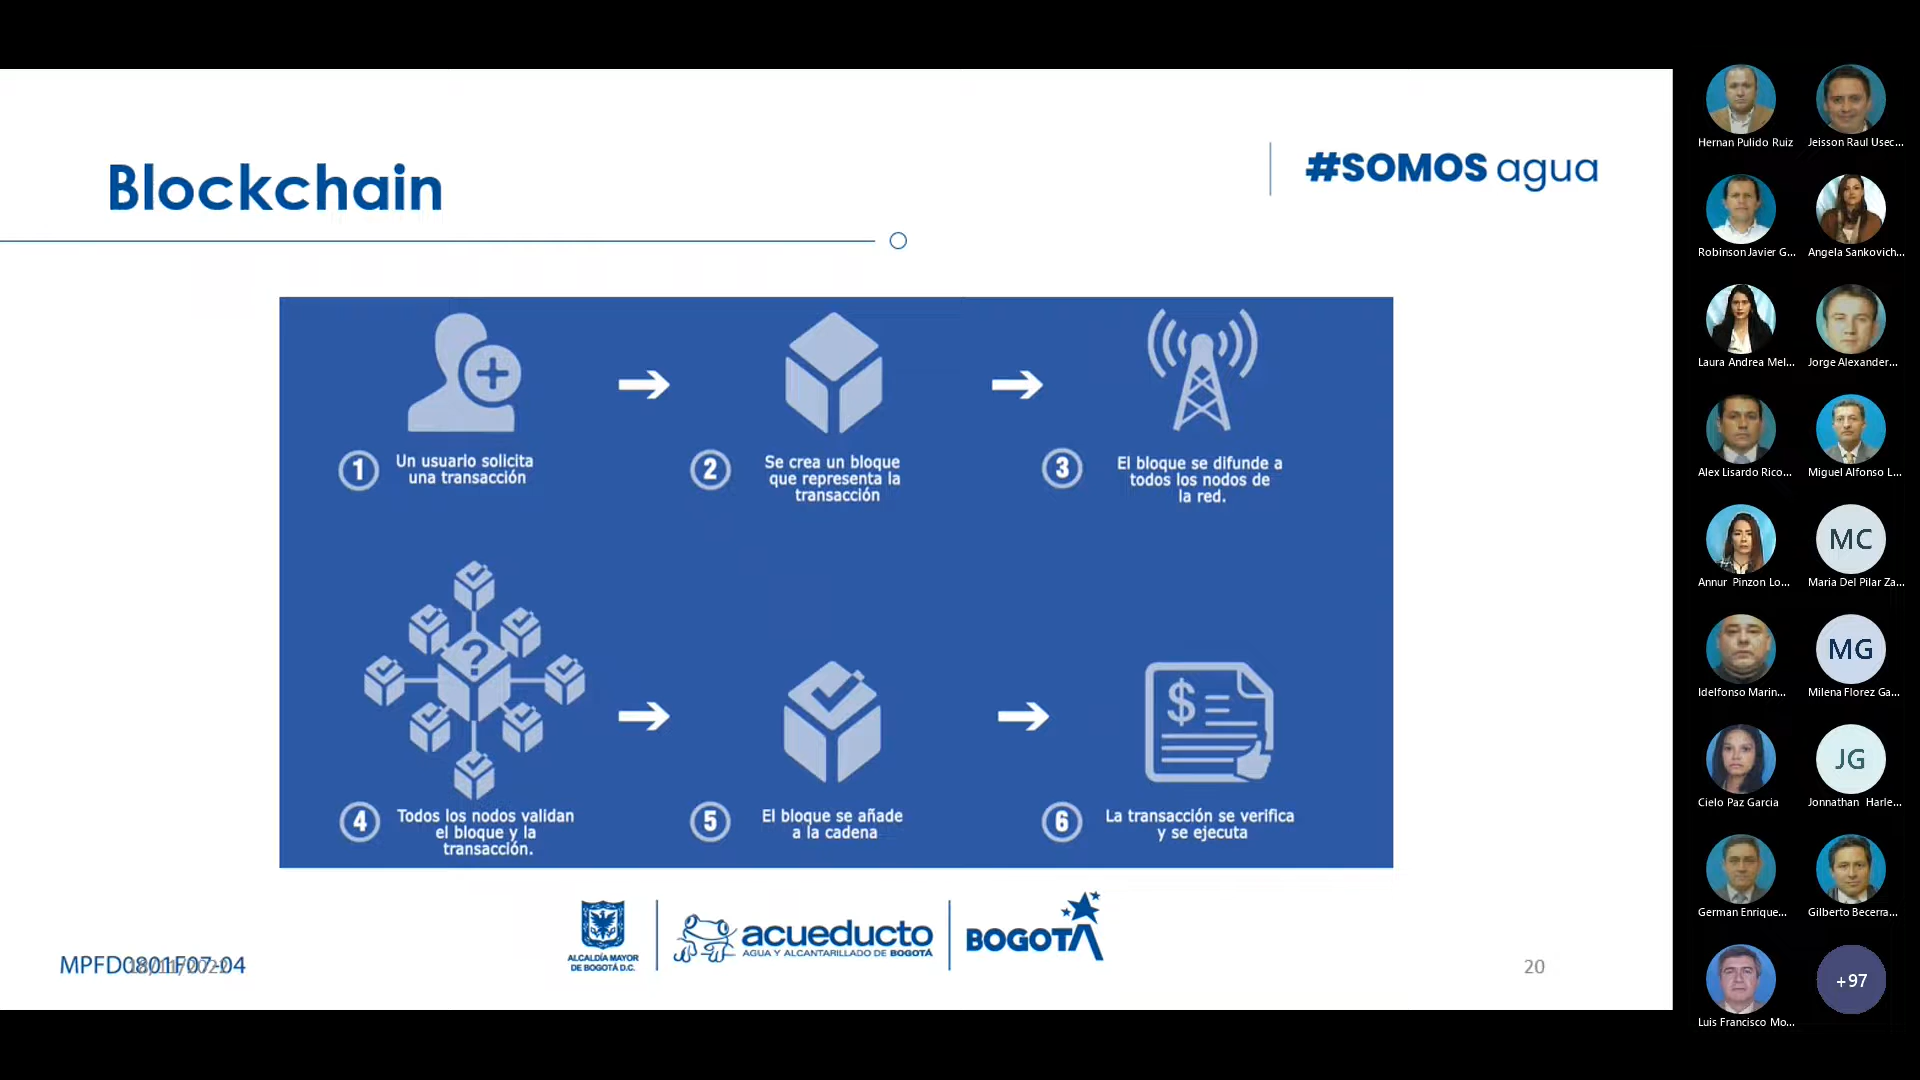 Blockchain
#SOMOS agua
1
Un usuario solicita
una transacción
2
Se crea un bloque
que representa la
transacción
3
El bloque se difunde a
todos los nodos de
la red.
?
4
Todos los nodos validan
el bloque y la
transacción.
5
El bloque se añade
a la cadena
$
6
La transacción se verifica
y se ejecuta
ALCALDÍA MAYOR
DE BOGOTÁ D.C.
acueducto
AGUA Y ALCANTARILLADO DE BOGOTÁ
BOGOTÁ
MPFD0801F07-04
20
Hernan Pulido Ruiz
Jeisson Raul Usec...
Robinson Javier G...
Angela Sankovich...
Laura Andrea Mel...
Jorge Alexander...
Alex Lisardo Rico...
Miguel Alfonso L...
Annur Pinzon Lo...
MC
Maria Del Pilar Za...
Idelfonso Marin...
MG
Milena Florez Ga...
Cielo Paz Garcia
JG
Jonnathan Harle...
German Enrique...
Gilberto Becerra...
Luis Francisco Mo...
+97